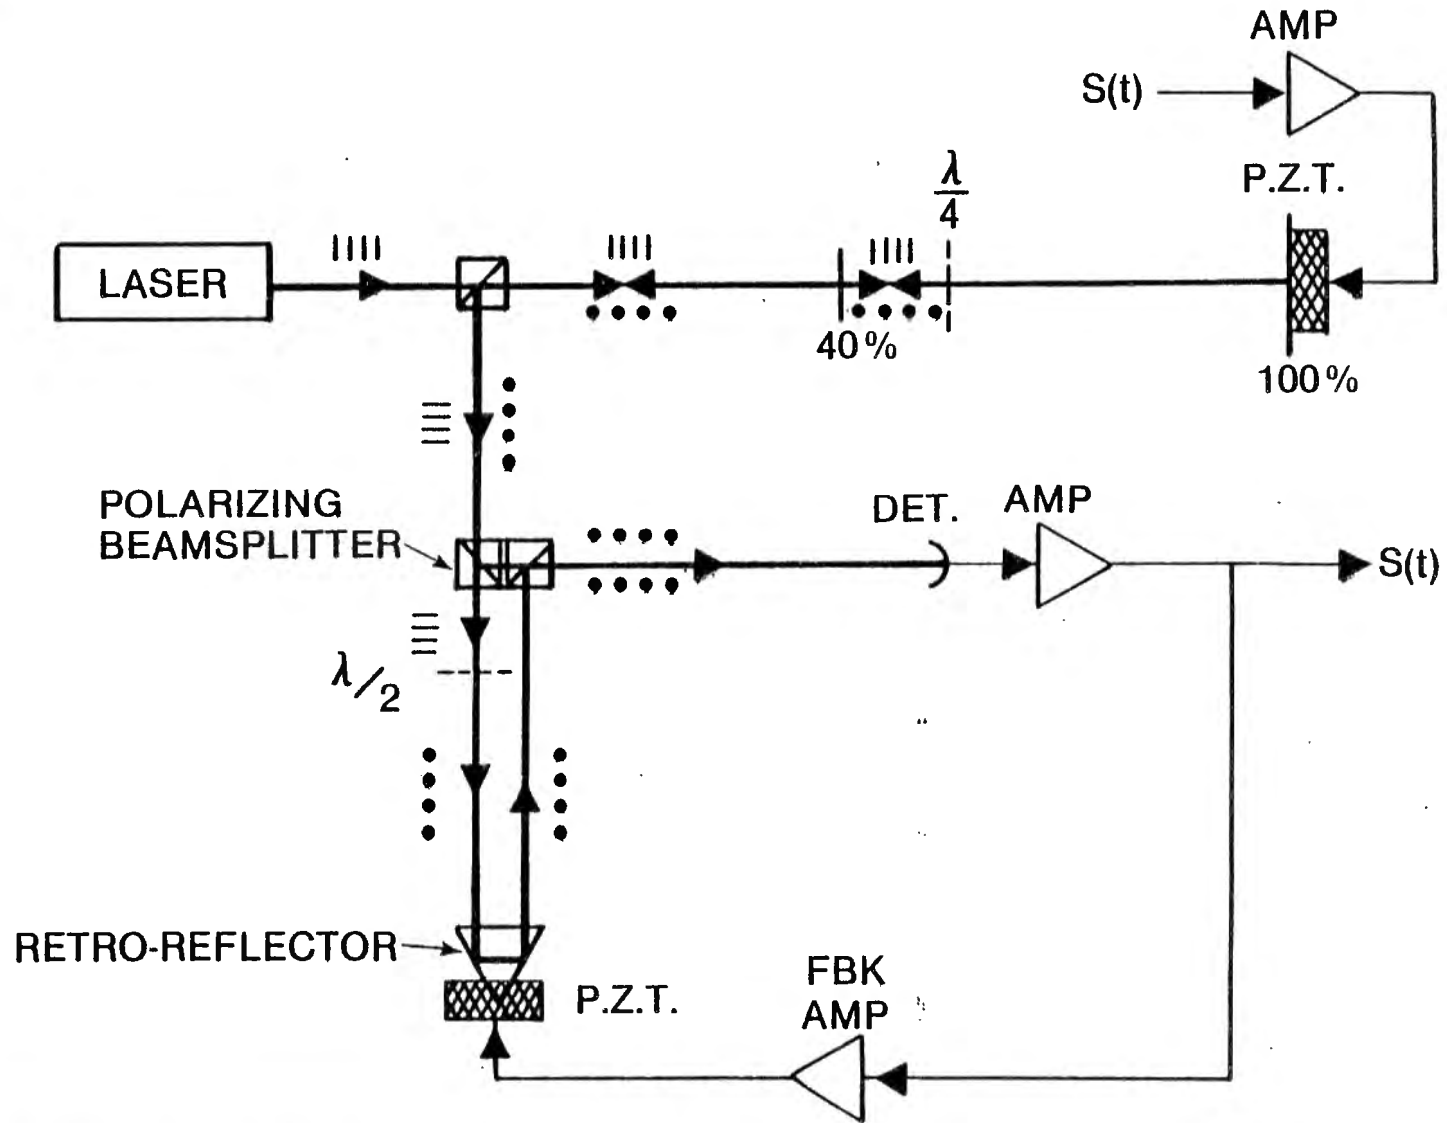 AMP
S(t)
P.Z.T.
λ
4
LASER
40%
100%
POLARIZING
BEAMSPLITTER
DET.
AMP
S(t)
λ/2
RETRO-REFLECTOR
P.Z.T.
FBK
AMP